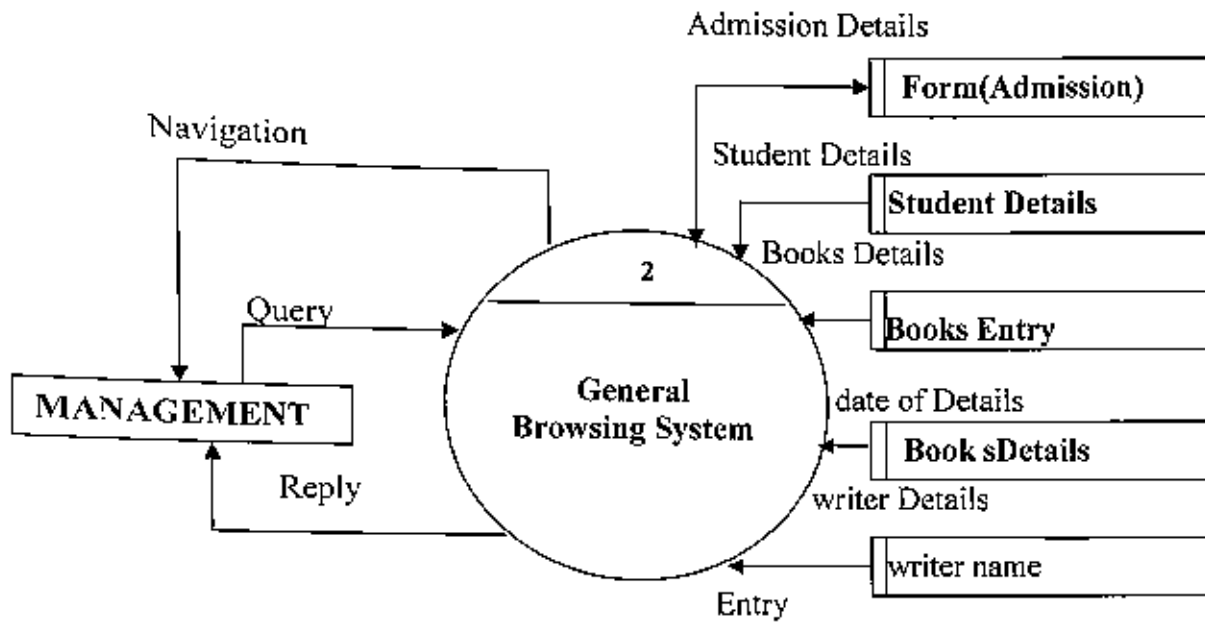 Admission Details
Form(Admission)
Navigation
Student Details
Student Details
Books Details
2
Query
Books Entry
General
Browsing System
MANAGEMENT
date of Details
Book sDetails
Reply
writer Details
writer name
Entry